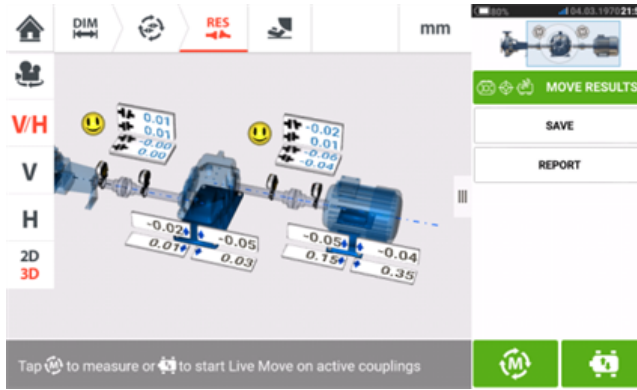 DIM
RES
mm
80%
04.03.1970 21:5
MOVE RESULTS
SAVE
REPORT
V/H
V
H
2D
3D
0.01
0.01
-0.00
0.00
-0.02
0.01
-0.06
-0.04
-0.02
-0.05
0.01
0.03
-0.05
-0.04
0.15
0.35
Tap M to measure or to start Live Move on active couplings
M